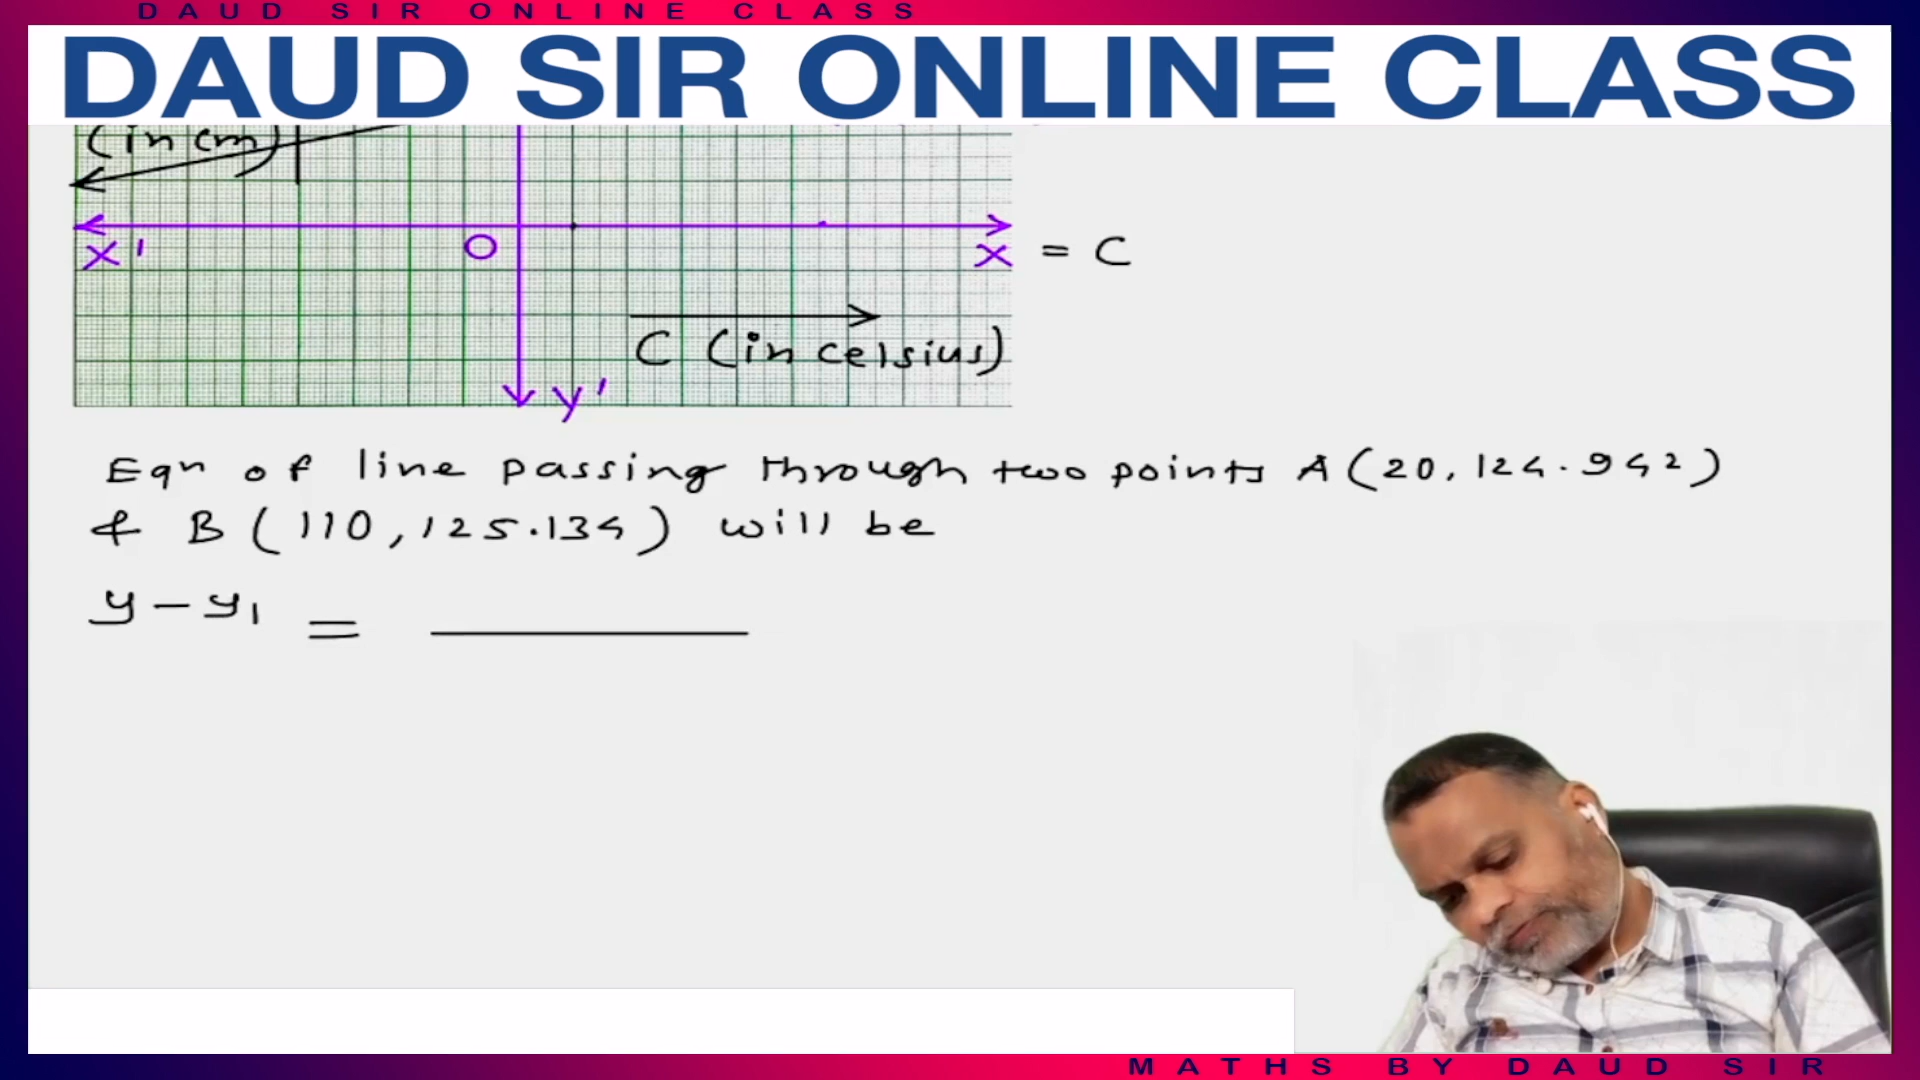 DAUD SIR ONLINE CLASS
DAUD SIR ONLINE CLASS
(in cm)
X' O X = C
C (in celsius)
Y'
Eqn of line passing through two points A(20, 124.942)
& B(110, 125.134) will be
y - y1 =
MATHS BY DAUD SIR